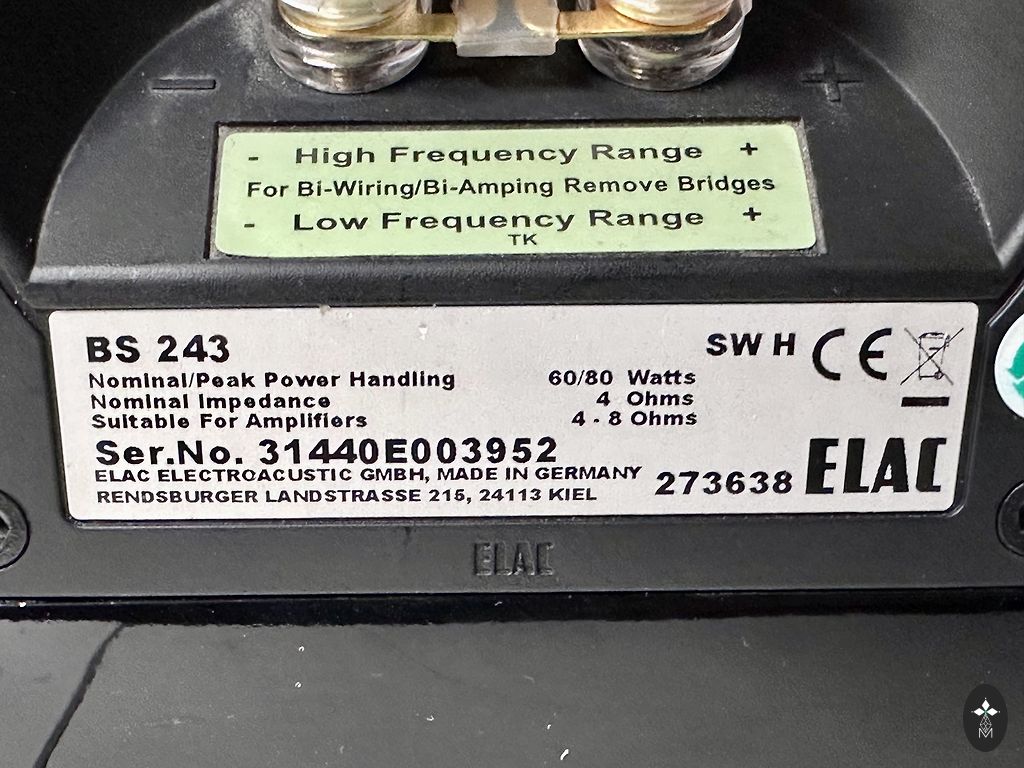 - High Frequency Range +
For Bi-Wiring/Bi-Amping Remove Bridges
- Low Frequency Range +
TK
BS 243 SW H CE
Nominal/Peak Power Handling 60/80 Watts
Nominal Impedance 4 Ohms
Suitable For Amplifiers 4 - 8 Ohms
Ser.No. 31440E003952
ELAC ELECTROACUSTIC GMBH, MADE IN GERMANY
RENDSBURGER LANDSTRASSE 215, 24113 KIEL
273638 ELAC
ELAC
M